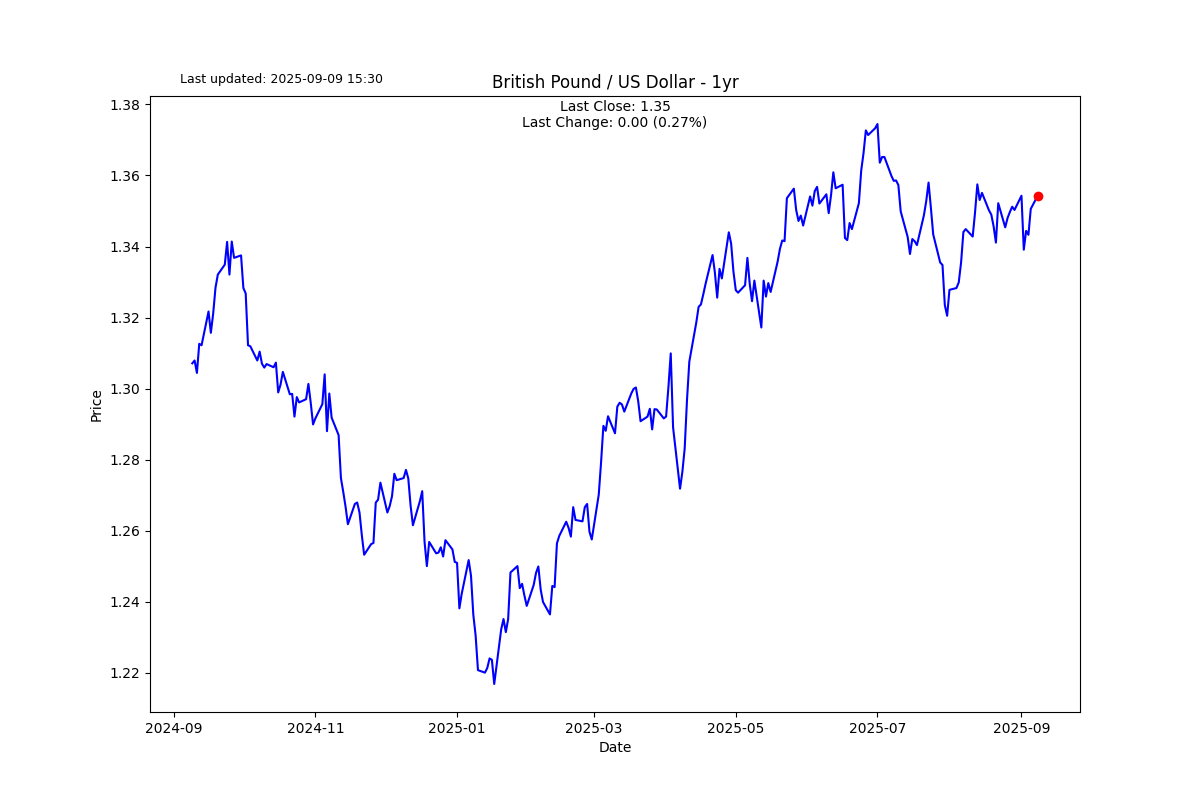 Last updated: 2025-09-09 15:30
British Pound / US Dollar - 1yr
Last Close: 1.35
Last Change: 0.00 (0.27%)
1.38
1.36
1.34
1.32
1.30
1.28
1.26
1.24
1.22
Price
2024-09 2024-11 2025-01 2025-03 2025-05 2025-07 2025-09
Date